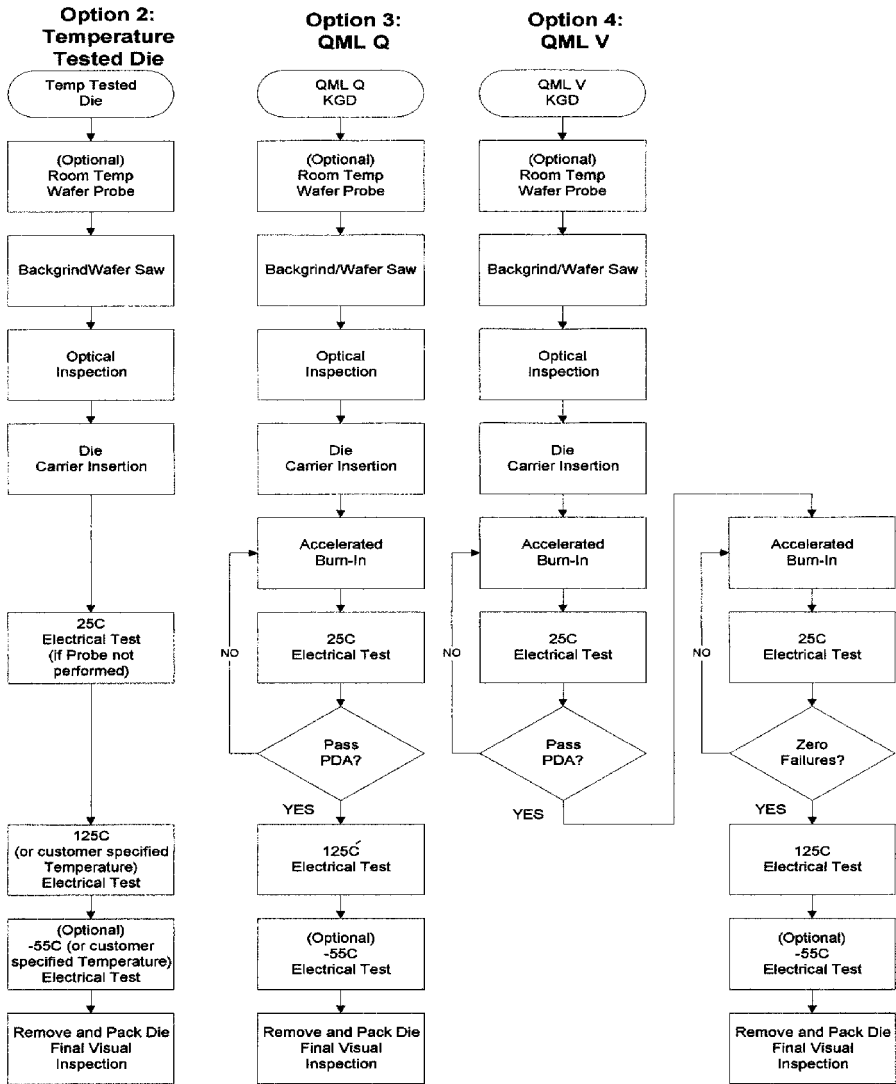 Option 2:
Temperature
Tested Die
Temp Tested
Die
(Optional)
Room Temp
Wafer Probe
BackgrindWafer Saw
Optical
Inspection
Die
Carrier Insertion
25C
Electrical Test
(if Probe not
performed)
125C
(or customer specified
Temperature)
Electrical Test
(Optional)
-55C (or customer
specified Temperature)
Electrical Test
Remove and Pack Die
Final Visual
Inspection
Option 3:
QML Q
QML Q
KGD
(Optional)
Room Temp
Wafer Probe
Backgrind/Wafer Saw
Optical
Inspection
Die
Carrier Insertion
Accelerated
Burn-In
25C
Electrical Test
NO
Pass
PDA?
YES
125C
Electrical Test
(Optional)
-55C
Electrical Test
Remove and Pack Die
Final Visual
Inspection
Option 4:
QML V
QML V
KGD
(Optional)
Room Temp
Wafer Probe
Backgrind/Wafer Saw
Optical
Inspection
Die
Carrier Insertion
Accelerated
Burn-In
25C
Electrical Test
NO
Pass
PDA?
YES
Accelerated
Burn-In
25C
Electrical Test
NO
Zero
Failures?
YES
125C
Electrical Test
(Optional)
-55C
Electrical Test
Remove and Pack Die
Final Visual
Inspection